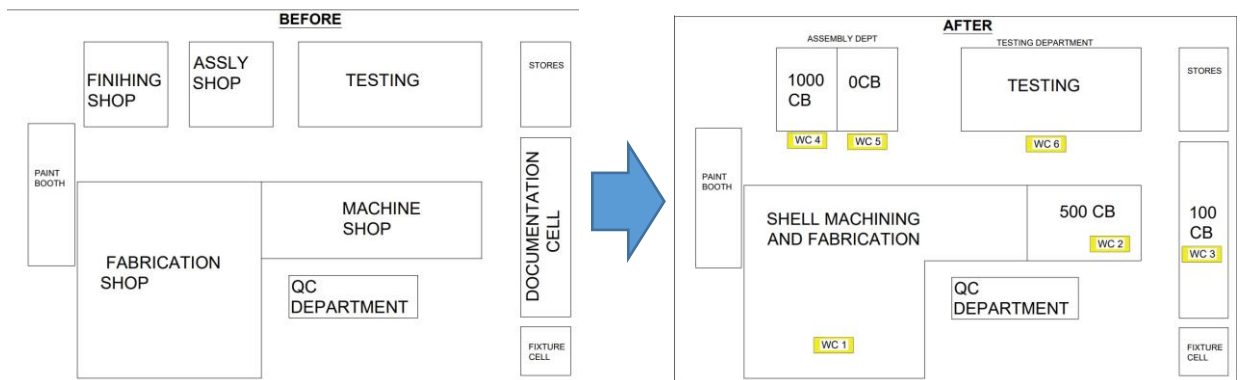 BEFORE
FINIHING
SHOP
ASSLY
SHOP
TESTING
STORES
PAINT
BOOTH
DOCUMENTATION
CELL
MACHINE
SHOP
FABRICATION
SHOP
QC
DEPARTMENT
FIXTURE
CELL
AFTER
ASSEMBLY DEPT
TESTING DEPARTMENT
1000
CB
0CB
TESTING
STORES
WC 4
WC 5
WC 6
PAINT
BOOTH
SHELL MACHINING
AND FABRICATION
500 CB
WC 2
100
CB
WC 3
QC
DEPARTMENT
WC 1
FIXTURE
CELL